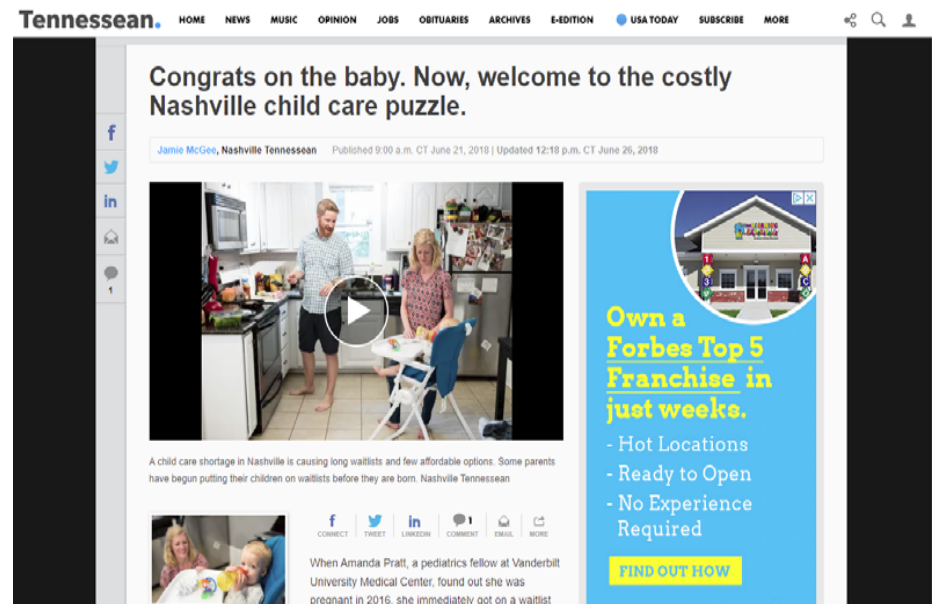 Tennessean.
HOME NEWS MUSIC OPINION JOBS OBITUARIES ARCHIVES E-EDITION USA TODAY SUBSCRIBE MORE
Congrats on the baby. Now, welcome to the costly
Nashville child care puzzle.
Jamie McGee, Nashville Tennessean Published 9:00 a.m. CT June 21, 2018 | Updated 12:18 p.m. CT June 26, 2018
f
in
1
A child care shortage in Nashville is causing long waitlists and few affordable options. Some parents
have begun putting their children on waitlists before they are born. Nashville Tennessean
f in 1
CONNECT TWEET LINKEDIN COMMENT EMAIL MORE
When Amanda Pratt, a pediatrics fellow at Vanderbilt
University Medical Center, found out she was
pregnant in 2016, she immediately got on a waitlist
Own a
Forbes Top 5
Franchise in
just weeks.
- Hot Locations
- Ready to Open
- No Experience
Required
FIND OUT HOW